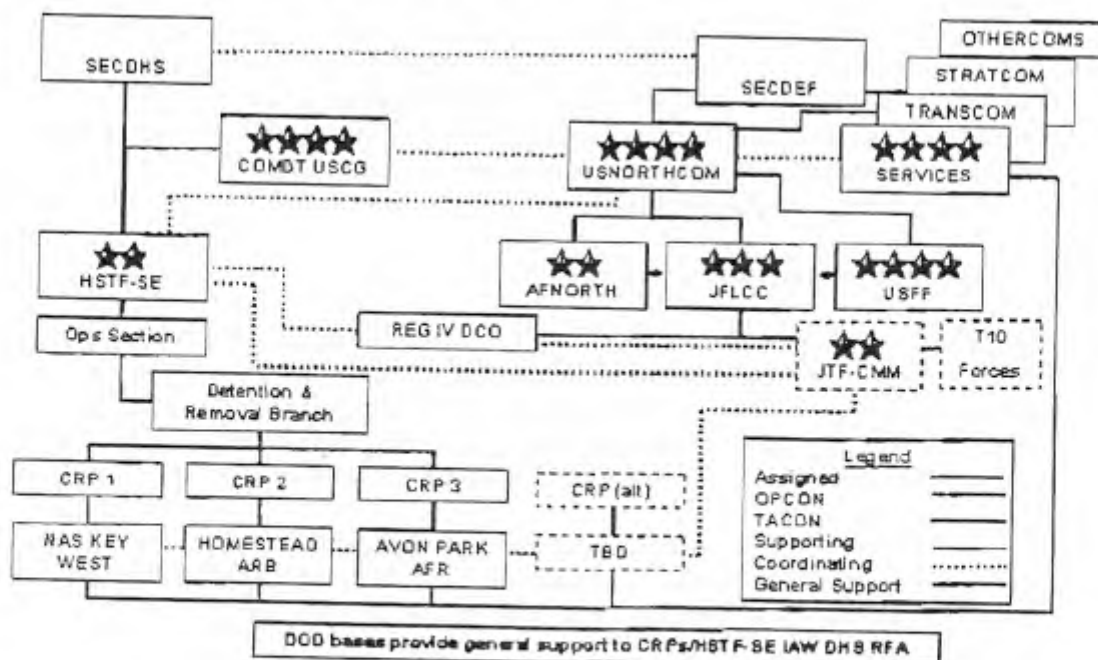 OTHERCOMS
SECDHS
SECDEF
STRATCOM
TRANSCOM
COMDT USCG
USNORTHCOM
SERVICES
HSTF-SE
AFNORTH
JFLCC
USFF
Ops Section
REG IV DCO
JTF-CMM
T10
Forces
Detention &
Removal Branch
CRP 1
CRP 2
CRP 3
CRP (alt)
NAS KEY
WEST
HOMESTEAD
ARB
AVON PARK
AFR
TBD
Legend
Assigned
OPCON
TACON
Supporting
Coordinating
General Support
DOD bases provide general support to CRPs/HSTF-SE IAW DHS RFA